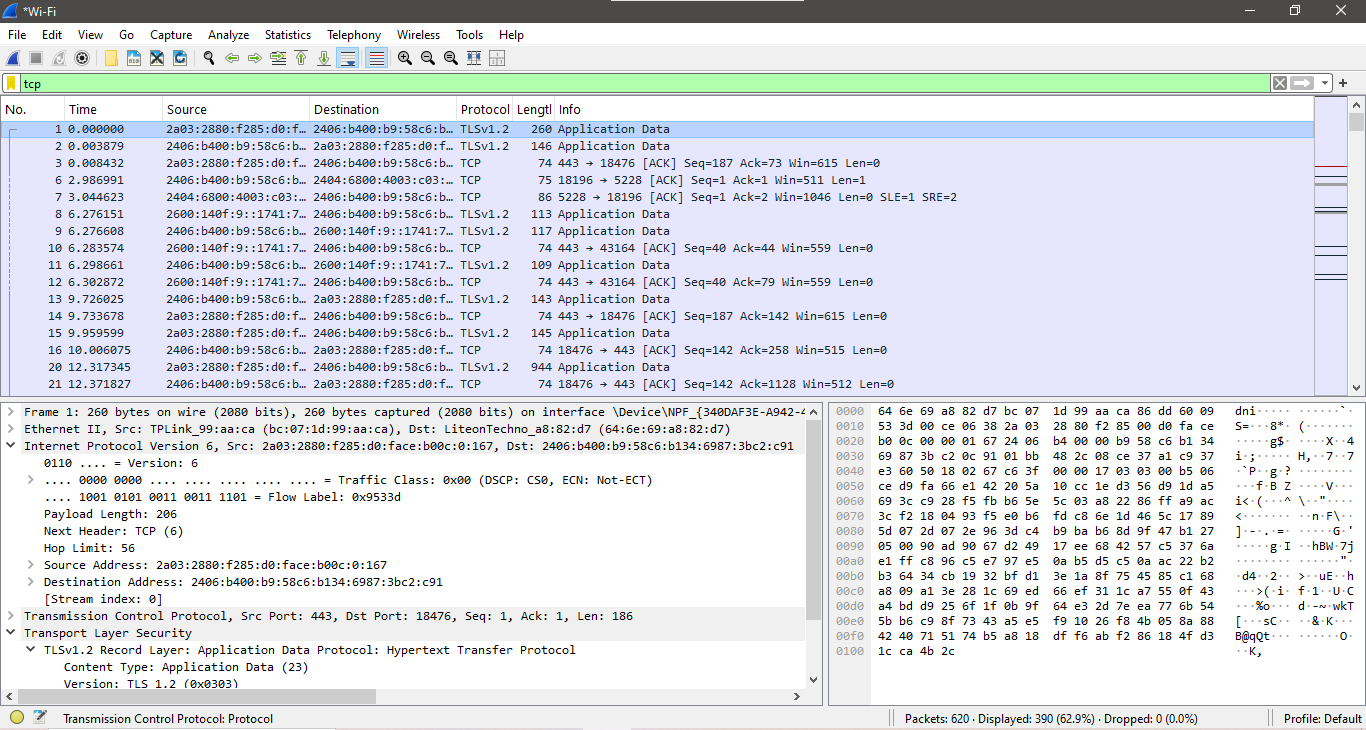 *Wi-Fi
File Edit View Go Capture Analyze Statistics Telephony Wireless Tools Help
tcp
No. Time Source Destination Protocol Lengtl Info
1 0.000000 2a03:2880:f285:d0:f… 2406:b400:b9:58c6:b… TLSv1.2 260 Application Data
2 0.003879 2406:b400:b9:58c6:b… 2a03:2880:f285:d0:f… TLSv1.2 146 Application Data
3 0.008432 2a03:2880:f285:d0:f… 2406:b400:b9:58c6:b… TCP 74 443 → 18476 [ACK] Seq=187 Ack=73 Win=615 Len=0
6 2.986991 2406:b400:b9:58c6:b… 2404:6800:4003:c03:… TCP 75 18196 → 5228 [ACK] Seq=1 Ack=1 Win=511 Len=1
7 3.044623 2404:6800:4003:c03:… 2406:b400:b9:58c6:b… TCP 86 5228 → 18196 [ACK] Seq=1 Ack=2 Win=1046 Len=0 SLE=1 SRE=2
8 6.276151 2600:140f:9::1741:7… 2406:b400:b9:58c6:b… TLSv1.2 113 Application Data
9 6.276608 2406:b400:b9:58c6:b… 2600:140f:9::1741:7… TLSv1.2 117 Application Data
10 6.283574 2600:140f:9::1741:7… 2406:b400:b9:58c6:b… TCP 74 443 → 43164 [ACK] Seq=40 Ack=44 Win=559 Len=0
11 6.298661 2406:b400:b9:58c6:b… 2600:140f:9::1741:7… TLSv1.2 109 Application Data
12 6.302872 2600:140f:9::1741:7… 2406:b400:b9:58c6:b… TCP 74 443 → 43164 [ACK] Seq=40 Ack=79 Win=559 Len=0
13 9.726025 2406:b400:b9:58c6:b… 2a03:2880:f285:d0:f… TLSv1.2 143 Application Data
14 9.733678 2a03:2880:f285:d0:f… 2406:b400:b9:58c6:b… TCP 74 443 → 18476 [ACK] Seq=187 Ack=142 Win=615 Len=0
15 9.959599 2a03:2880:f285:d0:f… 2406:b400:b9:58c6:b… TLSv1.2 145 Application Data
16 10.006075 2406:b400:b9:58c6:b… 2a03:2880:f285:d0:f… TCP 74 18476 → 443 [ACK] Seq=142 Ack=258 Win=515 Len=0
20 12.317345 2a03:2880:f285:d0:f… 2406:b400:b9:58c6:b… TLSv1.2 944 Application Data
21 12.371827 2406:b400:b9:58c6:b… 2a03:2880:f285:d0:f… TCP 74 18476 → 443 [ACK] Seq=142 Ack=1128 Win=512 Len=0
Frame 1: 260 bytes on wire (2080 bits), 260 bytes captured (2080 bits) on interface \Device\NPF_{340DAF3E-A942-4
Ethernet II, Src: TPLink_99:aa:ca (bc:07:1d:99:aa:ca), Dst: LiteonTechno_a8:82:d7 (64:6e:69:a8:82:d7)
Internet Protocol Version 6, Src: 2a03:2880:f285:d0:face:b00c:0:167, Dst: 2406:b400:b9:58c6:b134:6987:3bc2:c91
0110 .... = Version: 6
.... 0000 0000 .... .... .... .... .... = Traffic Class: 0x00 (DSCP: CS0, ECN: Not-ECT)
.... 1001 0101 0011 0011 1101 = Flow Label: 0x9533d
Payload Length: 206
Next Header: TCP (6)
Hop Limit: 56
Source Address: 2a03:2880:f285:d0:face:b00c:0:167
Destination Address: 2406:b400:b9:58c6:b134:6987:3bc2:c91
[Stream index: 0]
Transmission Control Protocol, Src Port: 443, Dst Port: 18476, Seq: 1, Ack: 1, Len: 186
Transport Layer Security
TLSv1.2 Record Layer: Application Data Protocol: Hypertext Transfer Protocol
Content Type: Application Data (23)
Version: TLS 1.2 (0x0303)
0000 64 6e 69 a8 82 d7 bc 07 1d 99 aa ca 86 dd 60 09 dni····· ······`·
0010 53 3d 00 ce 06 38 2a 03 28 80 f2 85 00 d0 fa ce S=···8*· (·······
0020 b0 0c 00 00 01 67 24 06 b4 00 00 b9 58 c6 b1 34 ·····g$· ····X··4
0030 69 87 3b c2 0c 91 01 bb 48 2c 08 ce 37 a1 c9 37 i·;····· H,··7··7
0040 e3 60 50 18 02 67 c6 3f 00 00 17 03 03 00 b5 06 ·`P··g·? ········
0050 ce d9 fa 66 e1 42 20 5a 10 cc 1e d3 56 d9 1d a5 ···f·B Z ····V···
0060 69 3c c9 28 f5 fb b6 5e 5c 03 a8 22 86 ff a9 ac i<·(···^ \··"····
0070 3c f2 18 04 93 f5 e0 b6 fd c8 6e 1d 46 5c 17 89 <······· ··n·F\··
0080 5d 07 2d 07 2e 96 3d c4 b9 ba b6 8d 9f 47 b1 27 ]·-·.·=· ·····G·'
0090 05 00 90 ad 90 67 d2 49 17 ee 68 42 57 c5 37 6a ·····g·I ··hBW·7j
00a0 e1 ff c8 96 c5 e7 97 e5 0a b5 d5 c5 0a ac 22 b2 ········ ······"·
00b0 b3 64 34 cb 19 32 bf d1 3e 1a 8f 75 45 85 c1 68 ·d4··2·· >··uE··h
00c0 a8 09 a1 3e 28 1c 69 ed 66 ef 31 1c a7 55 0f 43 ···>(·i· f·1··U·C
00d0 a4 bd d9 25 6f 1f 0b 9f 64 e3 2d 7e ea 77 6b 54 ···%o··· d·-~·wkT
00e0 5b b6 c9 8f 73 43 a5 e5 f9 10 26 f8 4b 05 8a 88 [···sC·· ··&·K···
00f0 42 40 71 51 74 b5 a8 18 df f6 ab f2 86 18 4f d3 B@qQt··· ······O·
0100 1c ca 4b 2c ··K,
Transmission Control Protocol: Protocol
Packets: 620 · Displayed: 390 (62.9%) · Dropped: 0 (0.0%)
Profile: Default